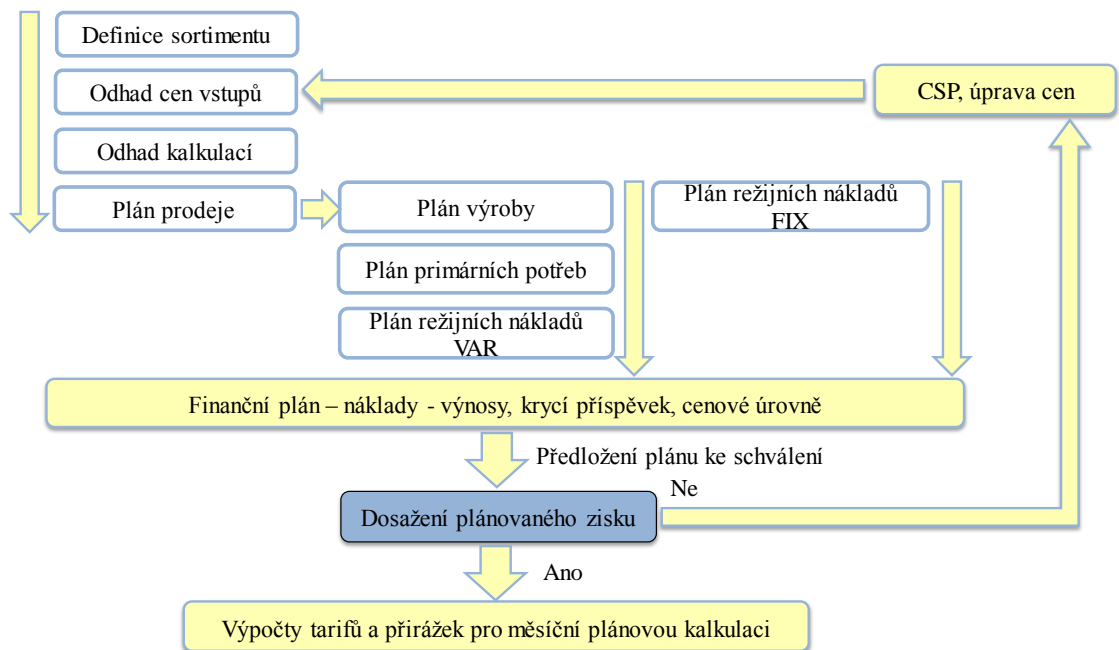 Definice sortimentu
Odhad cen vstupů
CSP, úprava cen
Odhad kalkulací
Plán prodeje
Plán výroby
Plán režijních nákladů
FIX
Plán primárních potřeb
Plán režijních nákladů
VAR
Finanční plán – náklady - výnosy, krycí příspěvek, cenové úrovně
Předložení plánu ke schválení
Ne
Dosažení plánovaného zisku
Ano
Výpočty tarifů a přirážek pro měsíční plánovou kalkulaci